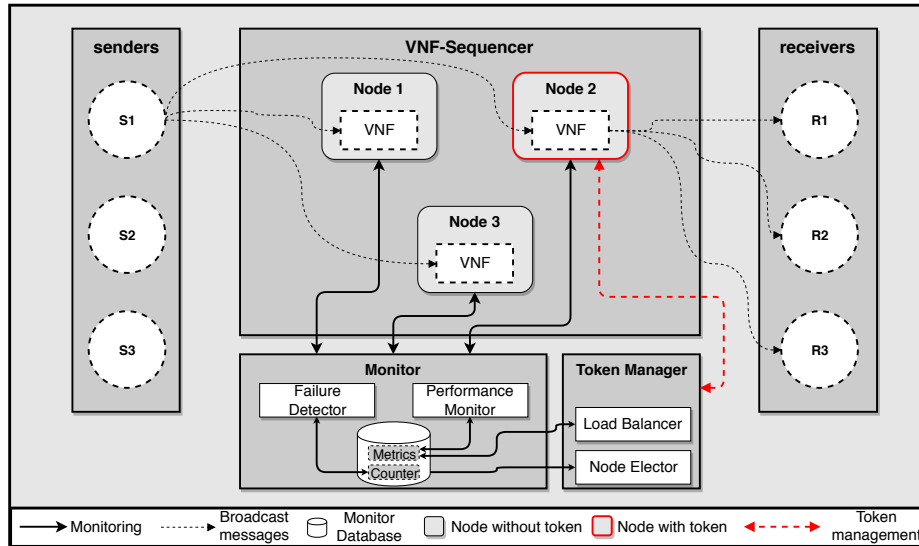 senders
VNF-Sequencer
receivers
Node 1
VNF
Node 2
VNF
S1
R1
Node 3
VNF
S2
R2
S3
R3
Monitor
Token Manager
Failure
Detector
Performance
Monitor
Load Balancer
Metrics
Counter
Node Elector
Monitoring
Broadcast
messages
Monitor
Database
Node without token
Node with token
Token
management